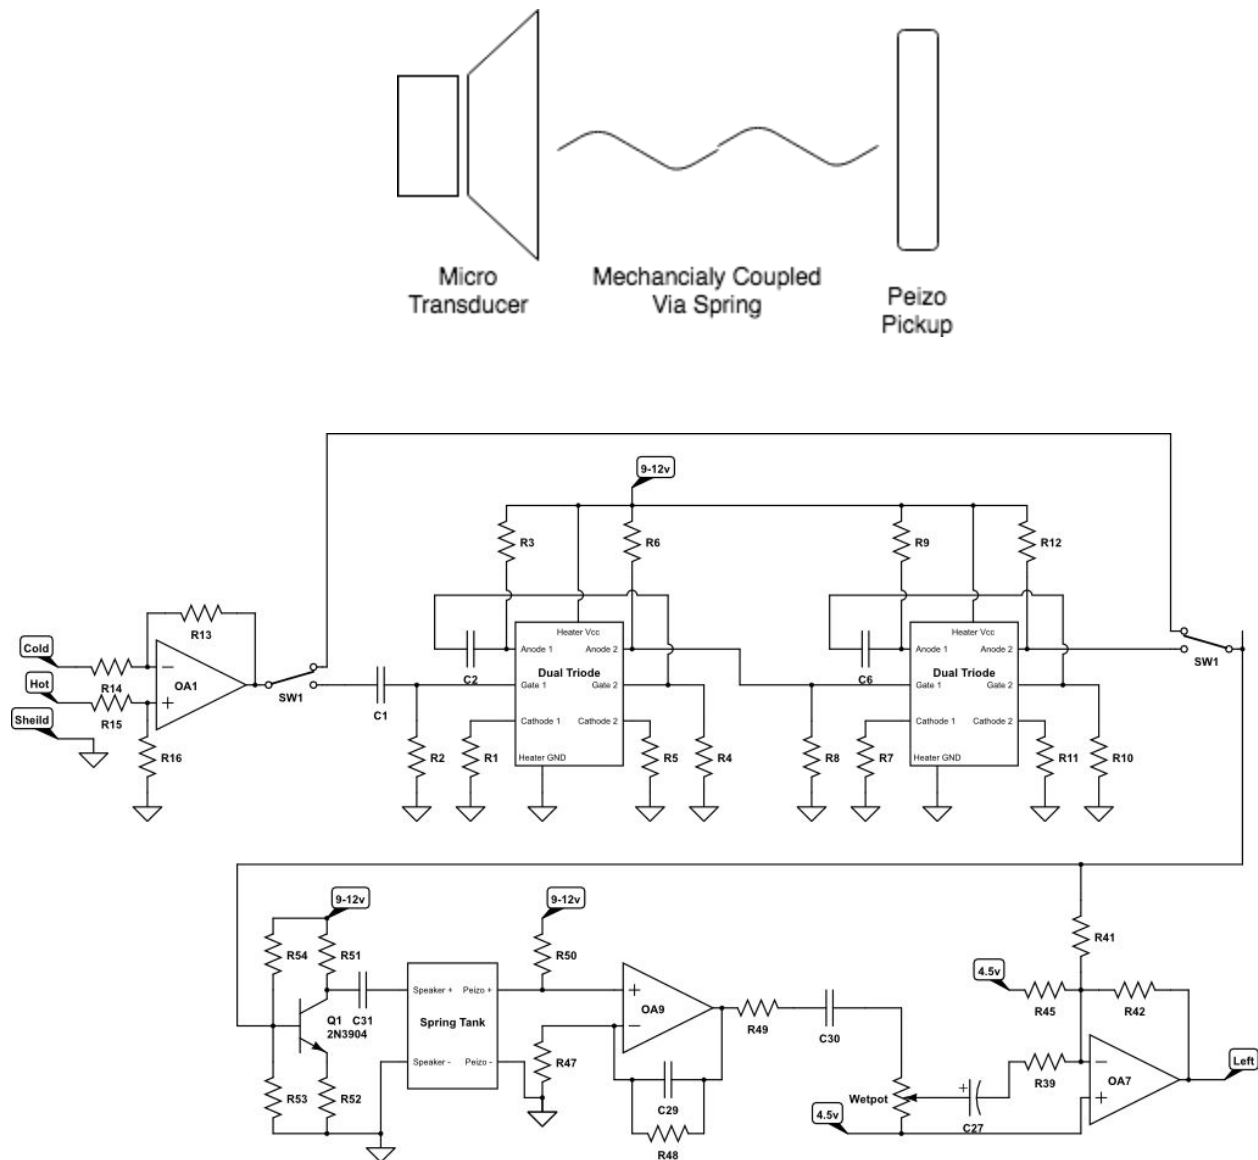 Micro
Transducer
Mechancialy Coupled
Via Spring
Peizo
Pickup
9-12v
R3
R6
R9
R12
R13
Cold
R14
OA1
Hot
R15
Sheild
R16
SW1
C1
C2
Heater Vcc
Anode 1
Anode 2
Dual Triode
Gate 1
Gate 2
Cathode 1
Cathode 2
Heater GND
R2
R1
R5
R4
C6
Heater Vcc
Anode 1
Anode 2
Dual Triode
Gate 1
Gate 2
Cathode 1
Cathode 2
Heater GND
R8
R7
R11
R10
SW1
9-12v
9-12v
R54
R51
R50
R41
4.5v
R45
R42
Q1
2N3904
C31
Speaker +
Peizo +
Spring Tank
Speaker -
Peizo -
R53
R52
R47
OA9
C29
R48
R49
C30
Wetpot
4.5v
C27
+
R39
OA7
Left